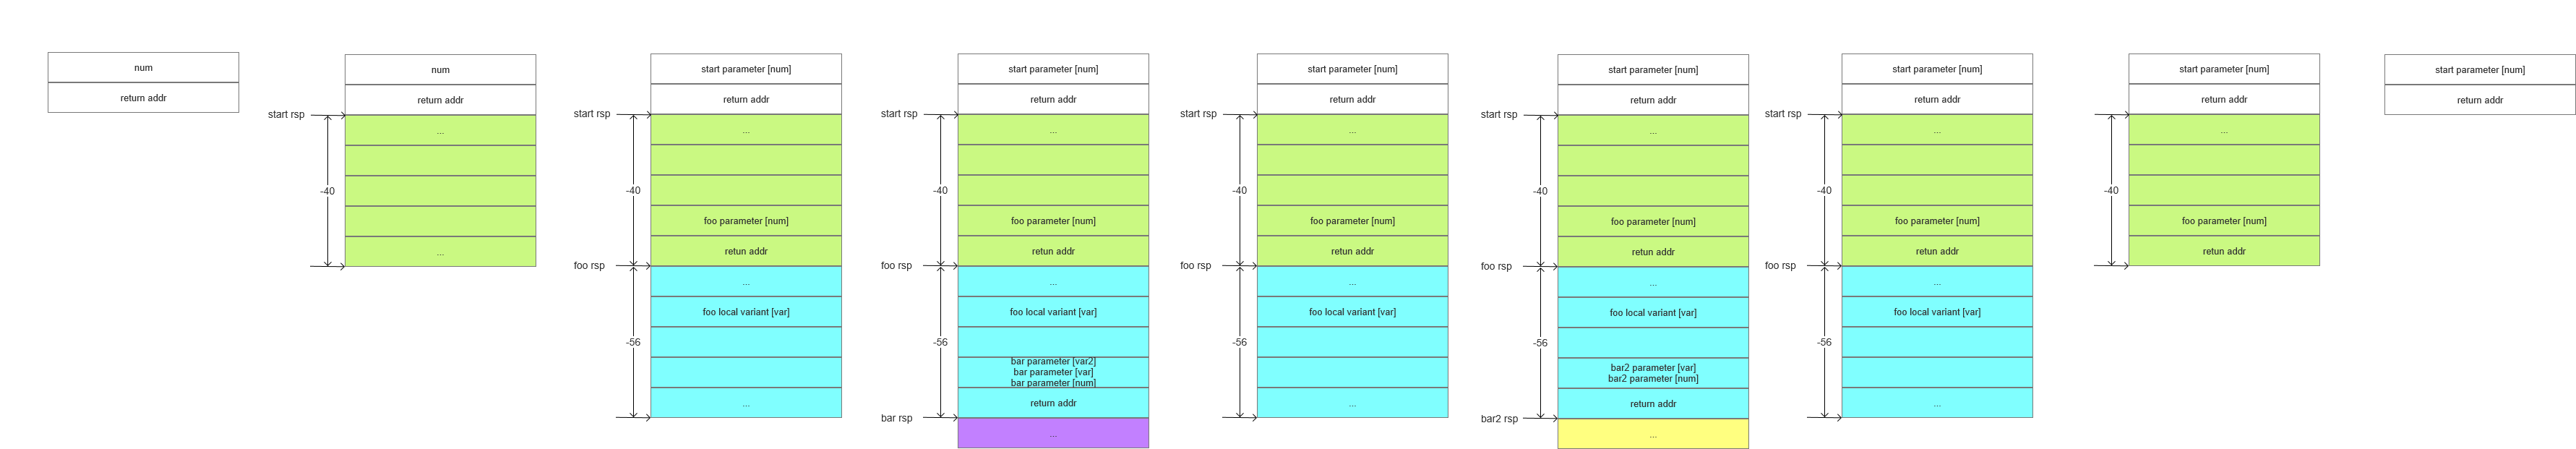 num
return addr
num
return addr
start rsp
...
-40
...
start parameter [num]
return addr
start rsp
...
-40
foo parameter [num]
retun addr
foo rsp
...
foo local variant [var]
-56
...
start parameter [num]
return addr
start rsp
...
-40
foo parameter [num]
retun addr
foo rsp
...
foo local variant [var]
-56
bar parameter [var2]
bar parameter [var]
bar parameter [num]
return addr
bar rsp
...
start parameter [num]
return addr
start rsp
...
-40
foo parameter [num]
retun addr
foo rsp
...
foo local variant [var]
-56
...
start parameter [num]
return addr
start rsp
...
-40
foo parameter [num]
retun addr
foo rsp
...
foo local variant [var]
-56
bar2 parameter [var]
bar2 parameter [num]
return addr
bar2 rsp
...
start parameter [num]
return addr
start rsp
...
-40
foo parameter [num]
retun addr
foo rsp
...
foo local variant [var]
-56
...
start parameter [num]
return addr
...
-40
foo parameter [num]
retun addr
start parameter [num]
return addr